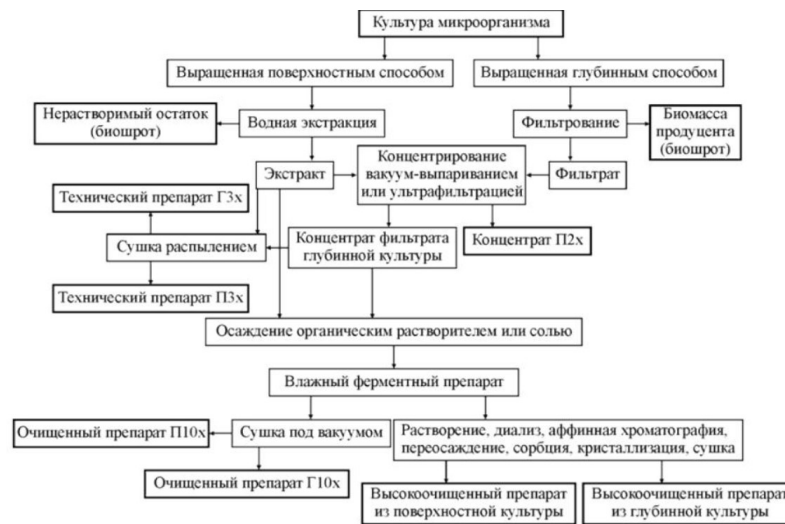 Культура микроорганизма
Выращенная поверхностным способом
Выращенная глубинным способом
Нерастворимый остаток
(биошрот)
Водная экстракция
Фильтрование
Биомасса
продуцента
(биошрот)
Экстракт
Концентрирование
вакуум-выпариванием
или ультрафильтрацией
Фильтрат
Технический препарат Г3х
Сушка распылением
Концентрат фильтрата
глубинной культуры
Концентрат П2х
Технический препарат П3х
Осаждение органическим растворителем или солью
Влажный ферментный препарат
Очищенный препарат П10х
Сушка под вакуумом
Растворение, диализ, аффинная хроматография,
переосаждение, сорбция, кристаллизация, сушка
Очищенный препарат Г10х
Высокоочищенный препарат
из поверхностной культуры
Высокоочищенный препарат
из глубинной культуры